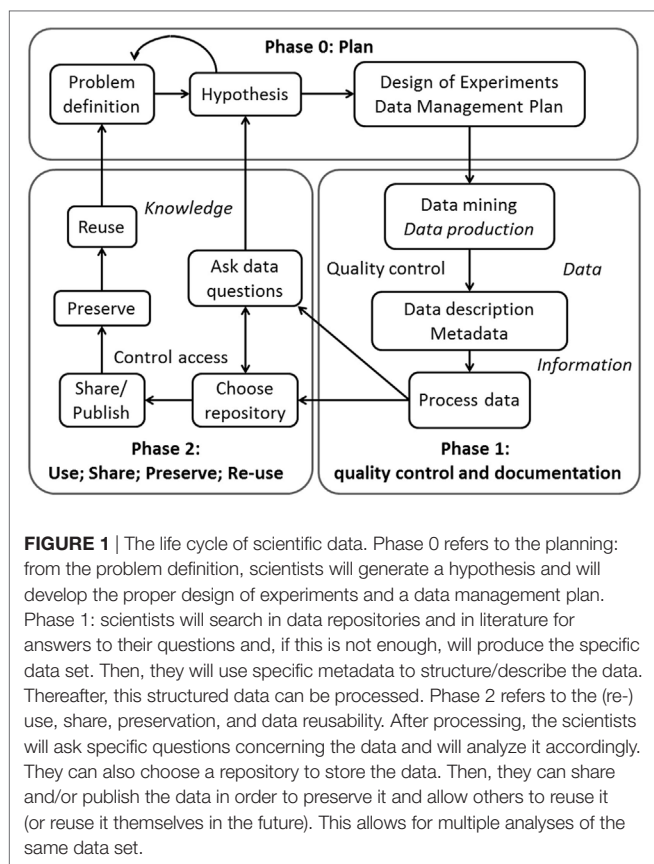 Phase 0: Plan
Problem
definition
Hypothesis
Design of Experiments
Data Management Plan
Knowledge
Reuse
Ask data
questions
Preserve
Control access
Share/
Publish
Choose
repository
Phase 2:
Use; Share; Preserve; Re-use
Data mining
Data production
Quality control
Data
Data description
Metadata
Information
Process data
Phase 1:
quality control and documentation
FIGURE 1 | The life cycle of scientific data. Phase 0 refers to the planning:
from the problem definition, scientists will generate a hypothesis and will
develop the proper design of experiments and a data management plan.
Phase 1: scientists will search in data repositories and in literature for
answers to their questions and, if this is not enough, will produce the specific
data set. Then, they will use specific metadata to structure/describe the data.
Thereafter, this structured data can be processed. Phase 2 refers to the (re-)
use, share, preservation, and data reusability. After processing, the scientists
will ask specific questions concerning the data and will analyze it accordingly.
They can also choose a repository to store the data. Then, they can share
and/or publish the data in order to preserve it and allow others to reuse it
(or reuse it themselves in the future). This allows for multiple analyses of the
same data set.